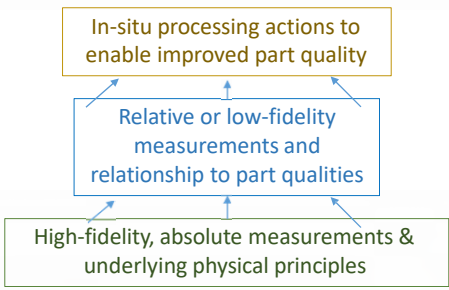 In-situ processing actions to
enable improved part quality
Relative or low-fidelity
measurements and
relationship to part qualities
High-fidelity, absolute measurements &
underlying physical principles